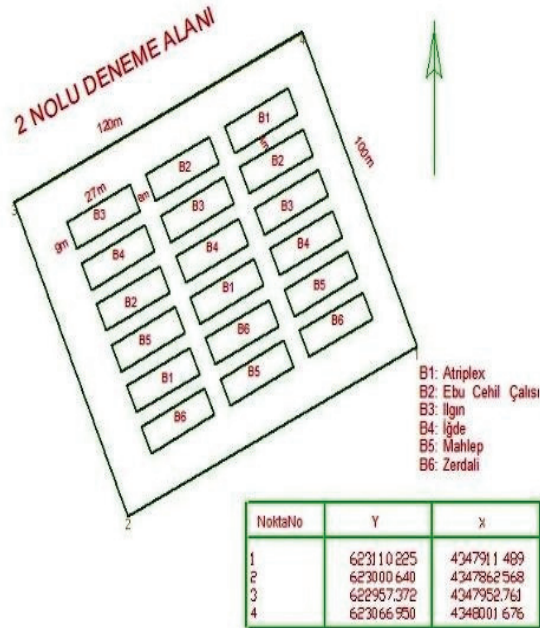 2 NOLU DENEME ALANI
4
120m
B1
B2
B2
100m
27m
3
B3
B3
B3
B4
B4
B4
B2
B1
B5
B5
B6
B6
B1
B5
B6
1
B1: Atriplex
B2: Ebu Cehil Çalısı
B3: Ilgın
B4: İğde
B5: Mahlep
B6: Zerdali
2
NoktaNo Y X
1 623110 225 4347911 489
2 623000 640 4347862 568
3 622957.372 4347952.761
4 623066 950 4348001 676